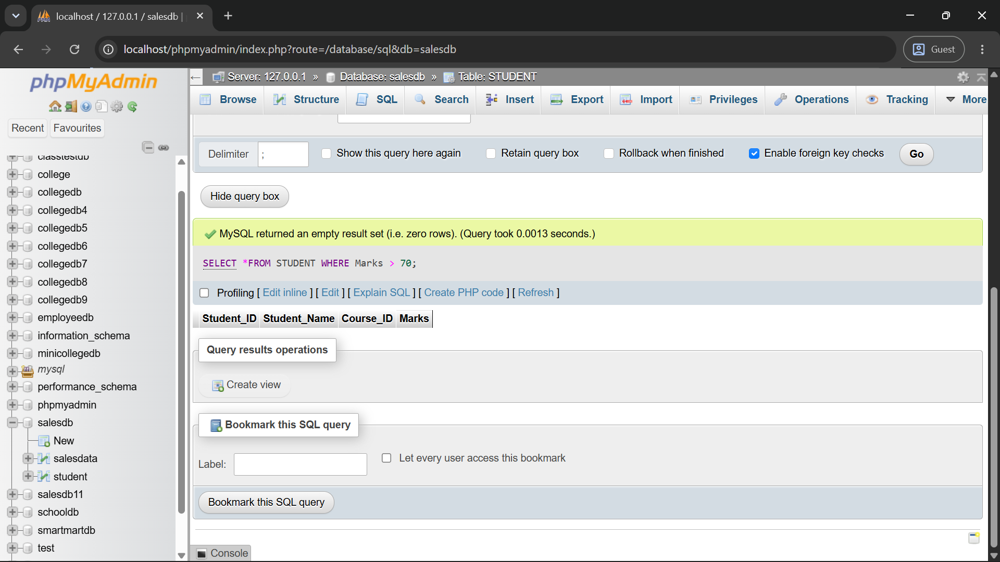 localhost / 127.0.0.1 / salesdb |
localhost/phpmyadmin/index.php?route=/database/sql&db=salesdb
Guest
phpMyAdmin
Recent
Favourites
classtestdb
college
collegedb
collegedb4
collegedb5
collegedb6
collegedb7
collegedb8
collegedb9
employeedb
information_schema
minicollegedb
mysql
performance_schema
phpmyadmin
salesdb
New
salesdata
student
salesdb11
schooldb
smartmartdb
test
Server: 127.0.0.1 » Database: salesdb » Table: STUDENT
Browse Structure SQL Search Insert Export Import Privileges Operations Tracking More
Delimiter ; Show this query here again Retain query box Rollback when finished Enable foreign key checks Go
Hide query box
MySQL returned an empty result set (i.e. zero rows). (Query took 0.0013 seconds.)
SELECT *FROM STUDENT WHERE Marks > 70;
Profiling [ Edit inline ] [ Edit ] [ Explain SQL ] [ Create PHP code ] [ Refresh ]
Student_ID Student_Name Course_ID Marks
Query results operations
Create view
Bookmark this SQL query
Label: Let every user access this bookmark
Bookmark this SQL query
Console